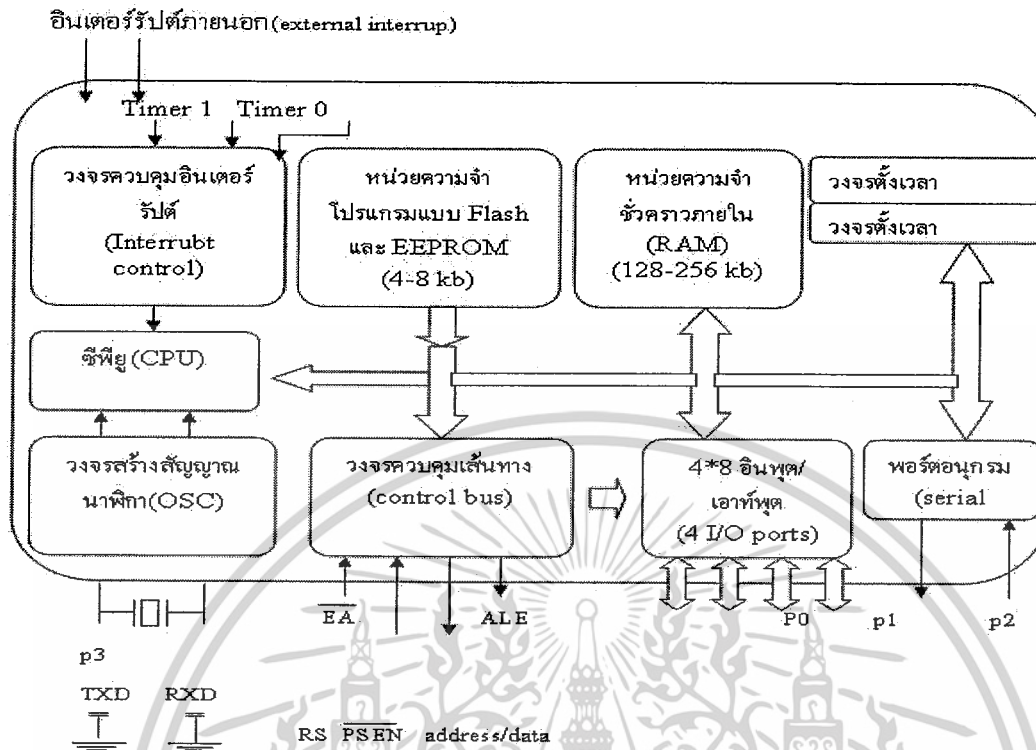 อินเตอร์รัปต์ภายนอก(external interrup)
Timer 1 Timer 0
วงจรควบคุมอินเตอร์
รัปต์
(Interrubt
control)
หน่วยความจำ
โปรแกรมแบบ Flash
และ EEPROM
(4-8 kb)
หน่วยความจำ
ชั่วคราวภายใน
(RAM)
(128-256 kb)
วงจรตั้งเวลา
วงจรตั้งเวลา
ซีพียู(CPU)
วงจรสร้างสัญญาณ
นาฬิกา(OSC)
วงจรควบคุมเส้นทาง
(control bus)
4*8 อินพุต/
เอาท์พุต
(4 I/O ports)
พอร์ตอนุกรม
(serial
EA ALE P0 p1 p2
p3
TXD RXD
RS PSEN address/data